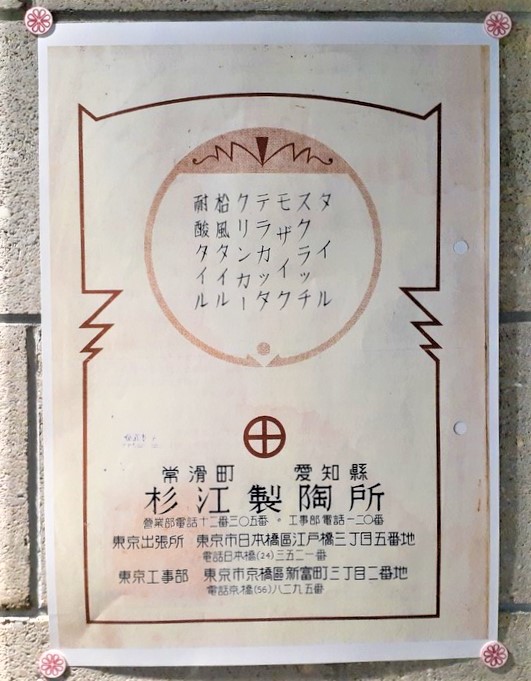 タイル
スクラッチ
モザイク
テラカッタ
クリンカー
松風タイル
耐酸タイル
常滑町 愛知縣
杉江製陶所
営業部電話十二番三〇五番・工事部電話一二〇番
東京出張所 東京市日本橋區江戸橋三丁目五番地
電話日本橋(24)三五二一番
東京工事部 東京市京橋區新富町三丁目二番地
電話京橋(56)八二九五番